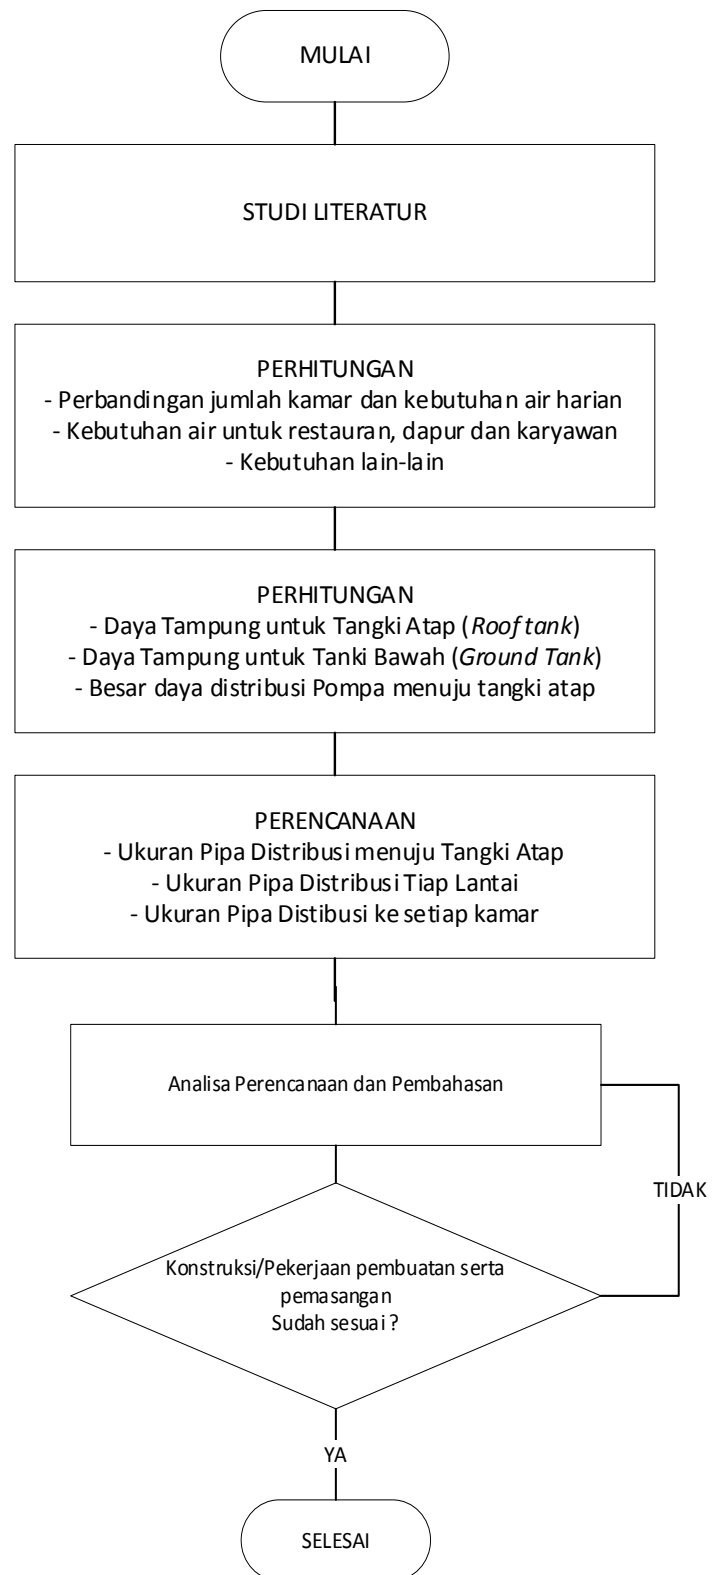 MULAI
STUDI LITERATUR
PERHITUNGAN
- Perbandingan jumlah kamar dan kebutuhan air harian
- Kebutuhan air untuk restauran, dapur dan karyawan
- Kebutuhan lain-lain
PERHITUNGAN
- Daya Tampung untuk Tangki Atap (Roof tank)
- Daya Tampung untuk Tanki Bawah (Ground Tank)
- Besar daya distribusi Pompa menuju tangki atap
PERENCANAAN
- Ukuran Pipa Distribusi menuju Tangki Atap
- Ukuran Pipa Distribusi Tiap Lantai
- Ukuran Pipa Distibusi ke setiap kamar
Analisa Perencanaan dan Pembahasan
TIDAK
Konstruksi/Pekerjaan pembuatan serta
pemasangan
Sudah sesuai ?
YA
SELESAI